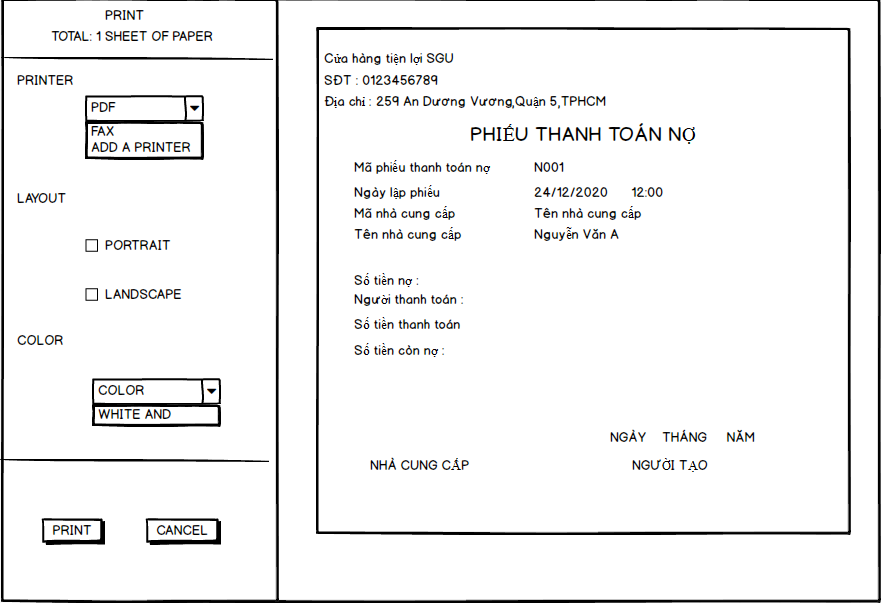 PRINT
TOTAL: 1 SHEET OF PAPER
PRINTER
PDF
FAX
ADD A PRINTER
LAYOUT
PORTRAIT
LANDSCAPE
COLOR
COLOR
WHITE AND
PRINT CANCEL
Cửa hàng tiện lợi SGU
SĐT : 0123456789
Địa chỉ : 259 An Dương Vương,Quận 5,TPHCM
PHIẾU THANH TOÁN NỢ
Mã phiếu thanh toán nợ N001
Ngày lập phiếu 24/12/2020 12:00
Mã nhà cung cấp Tên nhà cung cấp
Tên nhà cung cấp Nguyễn Văn A
Số tiền nợ :
Người thanh toán :
Số tiền thanh toán
Số tiền còn nợ :
NGÀY THÁNG NĂM
NHÀ CUNG CẤP NGƯỜI TẠO